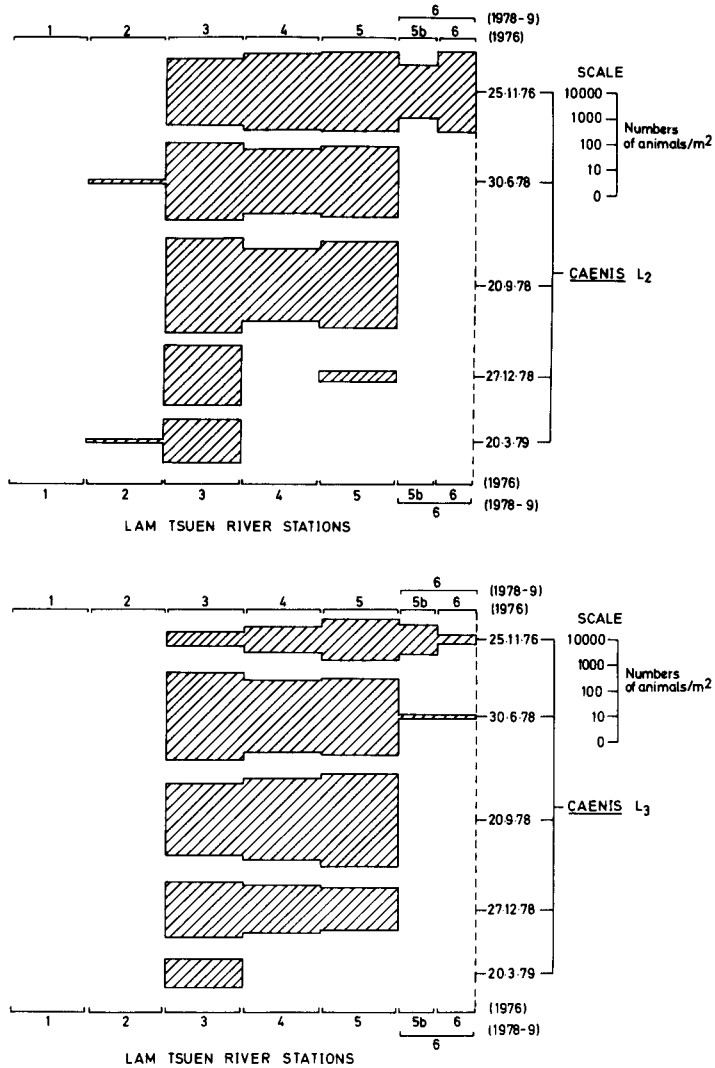 6
(1978-9)
1 2 3 4 5 5b 6 (1976)
SCALE
25·11·76
10000
1000
100
10
0
Numbers of animals/m²
30·6·78
20·9·78
CAENIS L2
27·12·78
20·3·79
(1976)
1 2 3 4 5 5b 6 (1978-9)
6
LAM TSUEN RIVER STATIONS
6
(1978-9)
1 2 3 4 5 5b 6 (1976)
SCALE
25·11·76
10000
1000
100
10
0
Numbers of animals/m²
30·6·78
20·9·78
CAENIS L3
27·12·78
20·3·79
(1976)
1 2 3 4 5 5b 6 (1978-9)
6
LAM TSUEN RIVER STATIONS